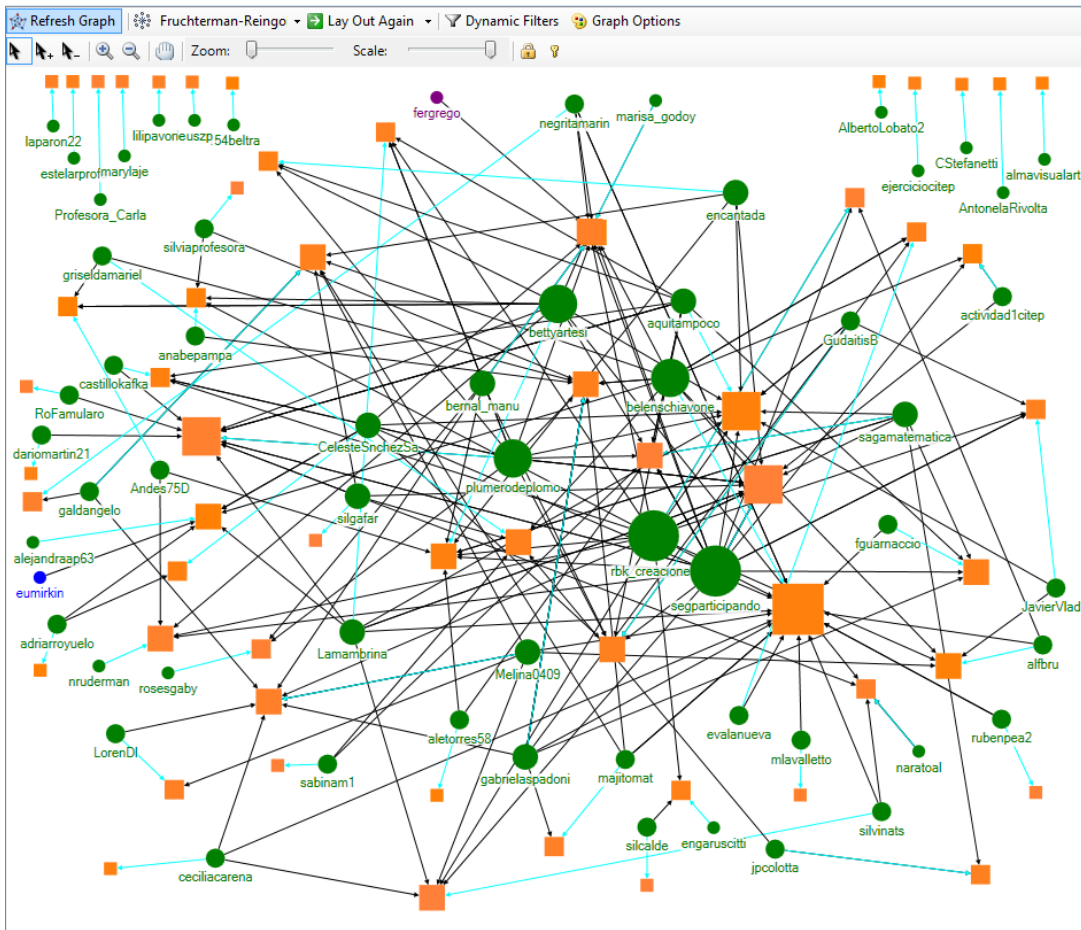 Refresh Graph Fruchterman-Reingo Lay Out Again Dynamic Filters Graph Options
Zoom: Scale:
fergrego
negritamarin
marisa_godoy
laparon22
lilipavoneuszp
54beltra
AlbertoLobato2
CStefanetti
estelarprof
marylaje
ejerciciocitep
almavisualart
Profesora_Carla
AntonelaRivolta
encantada
silviaprofesora
griseldamariel
actividad1citep
bettyartesi
aquitampoco
GudaitisB
anabepampa
castillokafka
bernal_manu
belenschiavone
RoFamularo
sagamatematica
dariomartin21
CelesteSnchezSa
plumerodeplomo
Andes75D
galdangelo
silgafar
alejandraap63
fguarnaccio
rbk_creacione
eumirkin
segparticipando
JavierVlad
adriarroyuelo
Lamambrina
alfbru
nruderman
Melina0409
rosesgaby
evalanueva
aletorres58
rubenpea2
LorenDI
mlavalletto
naratoal
sabinam1
gabrielaspadoni
majitomat
silvinats
silcalde
engaruscitti
ceciliacarena
jpcolotta